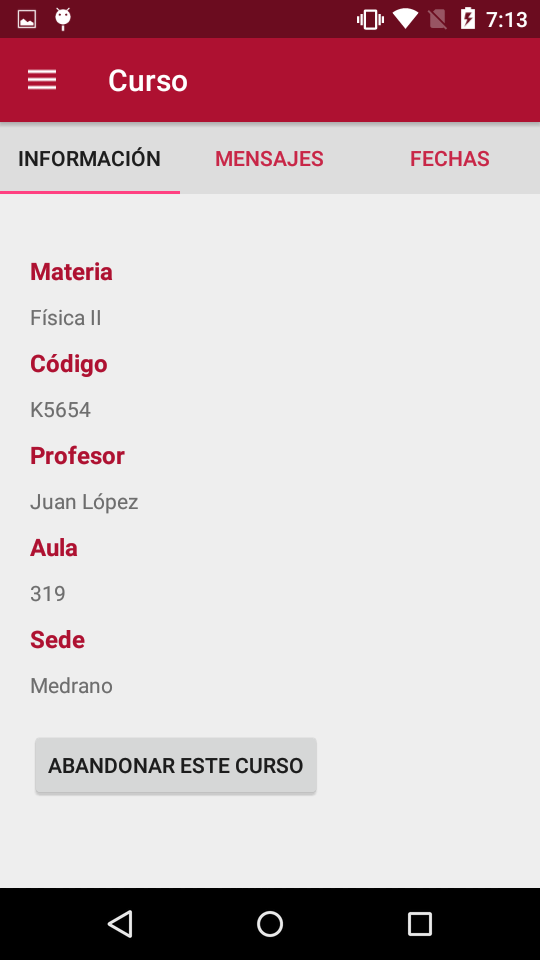 7:13
Curso
INFORMACIÓN MENSAJES FECHAS
Materia
Física II
Código
K5654
Profesor
Juan López
Aula
319
Sede
Medrano
ABANDONAR ESTE CURSO